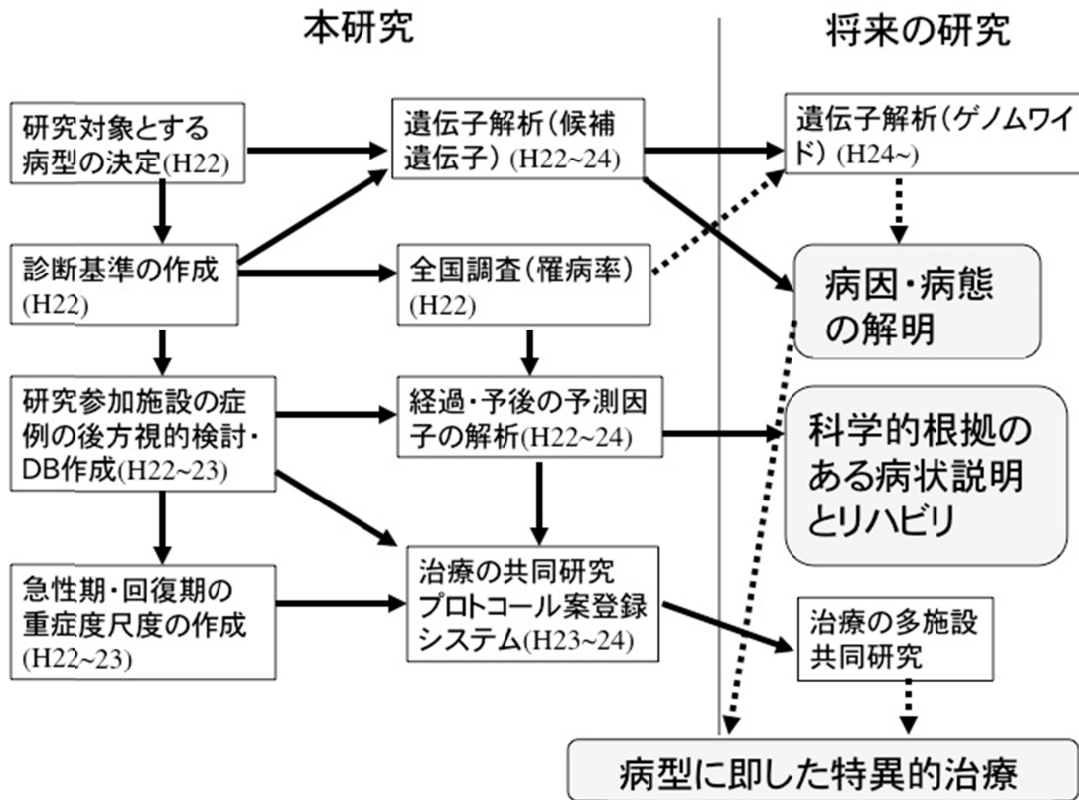 本研究
将来の研究
研究対象とする
病型の決定(H22)
遺伝子解析(候補
遺伝子) (H22~24)
遺伝子解析(ゲノムワイ
ド) (H24~)
診断基準の作成
(H22)
全国調査(罹病率)
(H22)
病因・病態
の解明
研究参加施設の症
例の後方視的検討・
DB作成(H22~23)
経過・予後の予測因
子の解析(H22~24)
科学的根拠の
ある病状説明
とリハビリ
急性期・回復期の
重症度尺度の作成
(H22~23)
治療の共同研究
プロトコール案登録
システム(H23~24)
治療の多施設
共同研究
病型に即した特異的治療